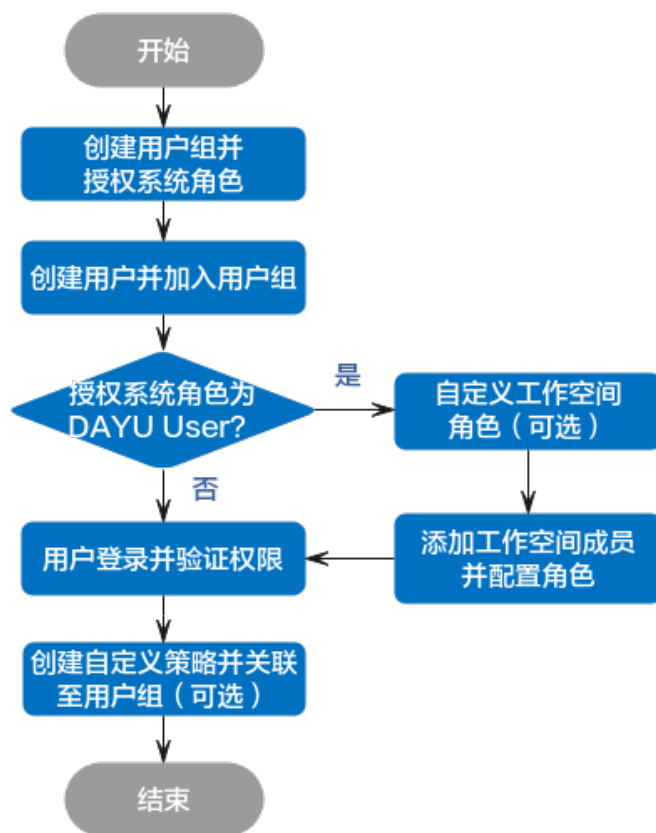 开始
创建用户组并
授权系统角色
创建用户并加入用户组
授权系统角色为
DAYU User?
是
自定义工作空间
角色（可选）
否
添加工作空间成员
并配置角色
用户登录并验证权限
创建自定义策略并关联
至用户组（可选）
结束